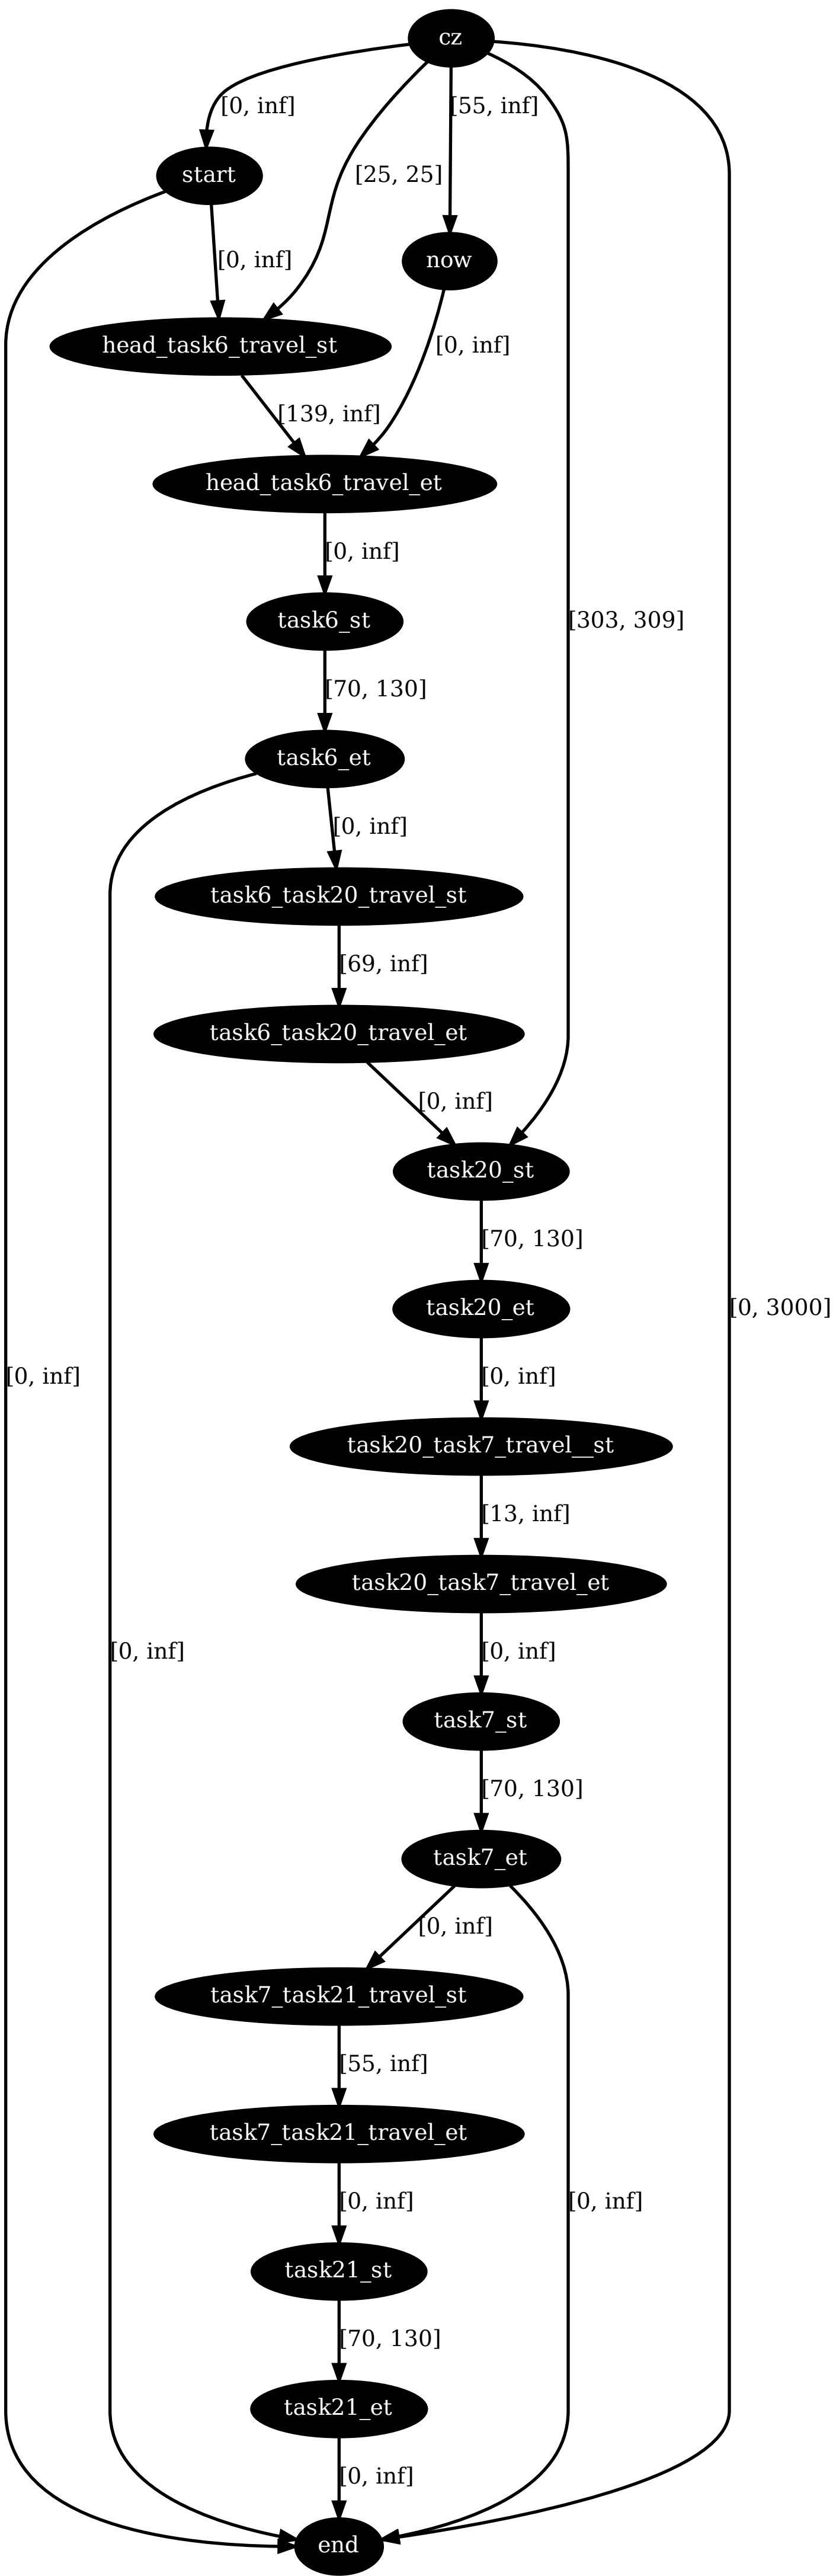 cz
[0, inf]
[55, inf]
start
[25, 25]
now
[0, inf]
head_task6_travel_st
[0, inf]
[139, inf]
head_task6_travel_et
[0, inf]
task6_st
[303, 309]
[70, 130]
task6_et
[0, inf]
task6_task20_travel_st
[69, inf]
task6_task20_travel_et
[0, inf]
task20_st
[70, 130]
task20_et
[0, 3000]
[0, inf]
[0, inf]
task20_task7_travel__st
[13, inf]
task20_task7_travel_et
[0, inf]
[0, inf]
task7_st
[70, 130]
task7_et
[0, inf]
task7_task21_travel_st
[55, inf]
task7_task21_travel_et
[0, inf]
[0, inf]
task21_st
[70, 130]
task21_et
[0, inf]
end